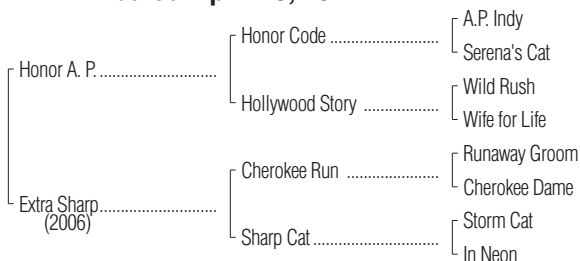 A.P. Indy
Honor Code
Serena's Cat
Honor A. P.
Wild Rush
Hollywood Story
Wife for Life
Runaway Groom
Cherokee Run
Cherokee Dame
Extra Sharp
(2006)
Storm Cat
Sharp Cat
In Neon